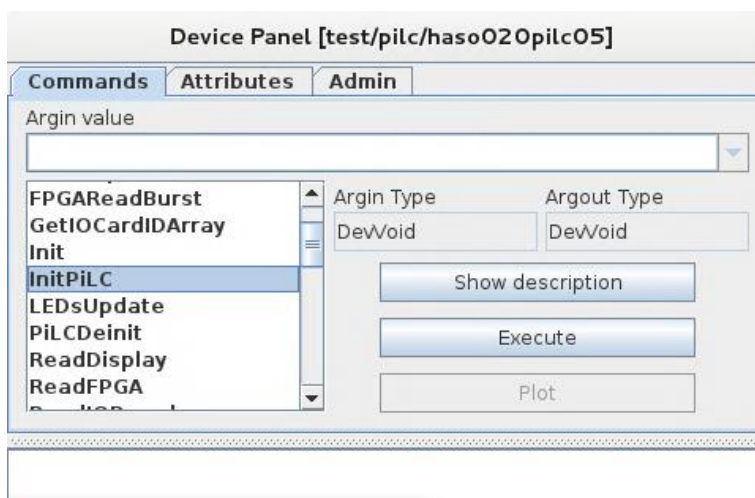 Device Panel [test/pilc/haso020pilc05]
Commands
Attributes
Admin
Argin value
FPGAReadBurst
GetIOCardIDArray
Init
InitPiLC
LEDsUpdate
PiLCDeinit
ReadDisplay
ReadFPGA
Argin Type
Argout Type
DevVoid
DevVoid
Show description
Execute
Plot